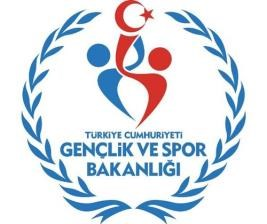 TÜRKİYE CUMHURİYETİ
GENÇLİK VE SPOR
BAKANLIĞI